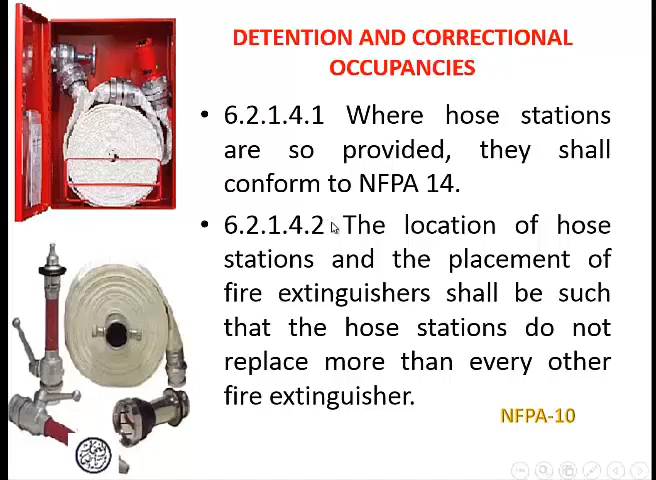 DETENTION AND CORRECTIONAL
OCCUPANCIES
• 6.2.1.4.1 Where hose stations
are so provided, they shall
conform to NFPA 14.
• 6.2.1.4.2 The location of hose
stations and the placement of
fire extinguishers shall be such
that the hose stations do not
replace more than every other
fire extinguisher.
NFPA-10